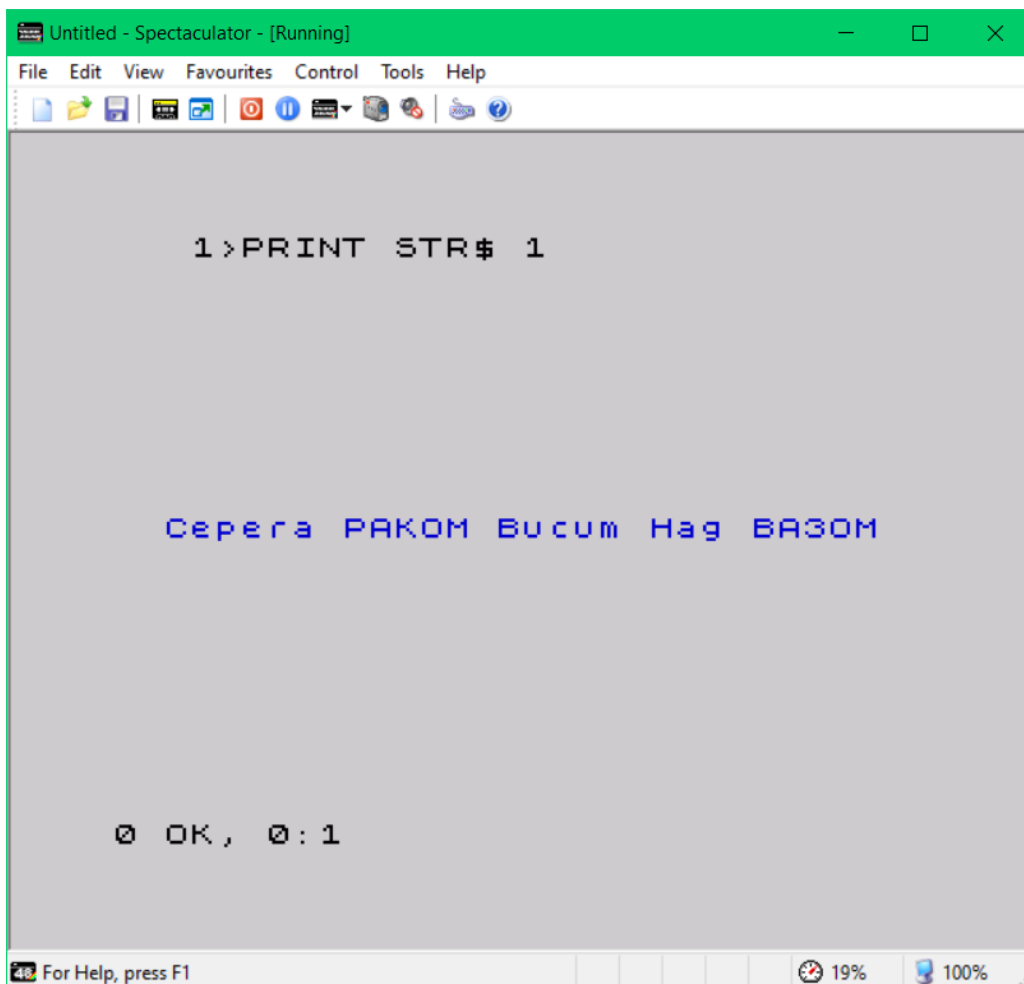 Untitled - Spectaculator - [Running]
File Edit View Favourites Control Tools Help
1>PRINT STR$ 1
Cepera PAKOM Bucum Hag BA3OM
0 OK, 0:1
48 For Help, press F1 19% 100%